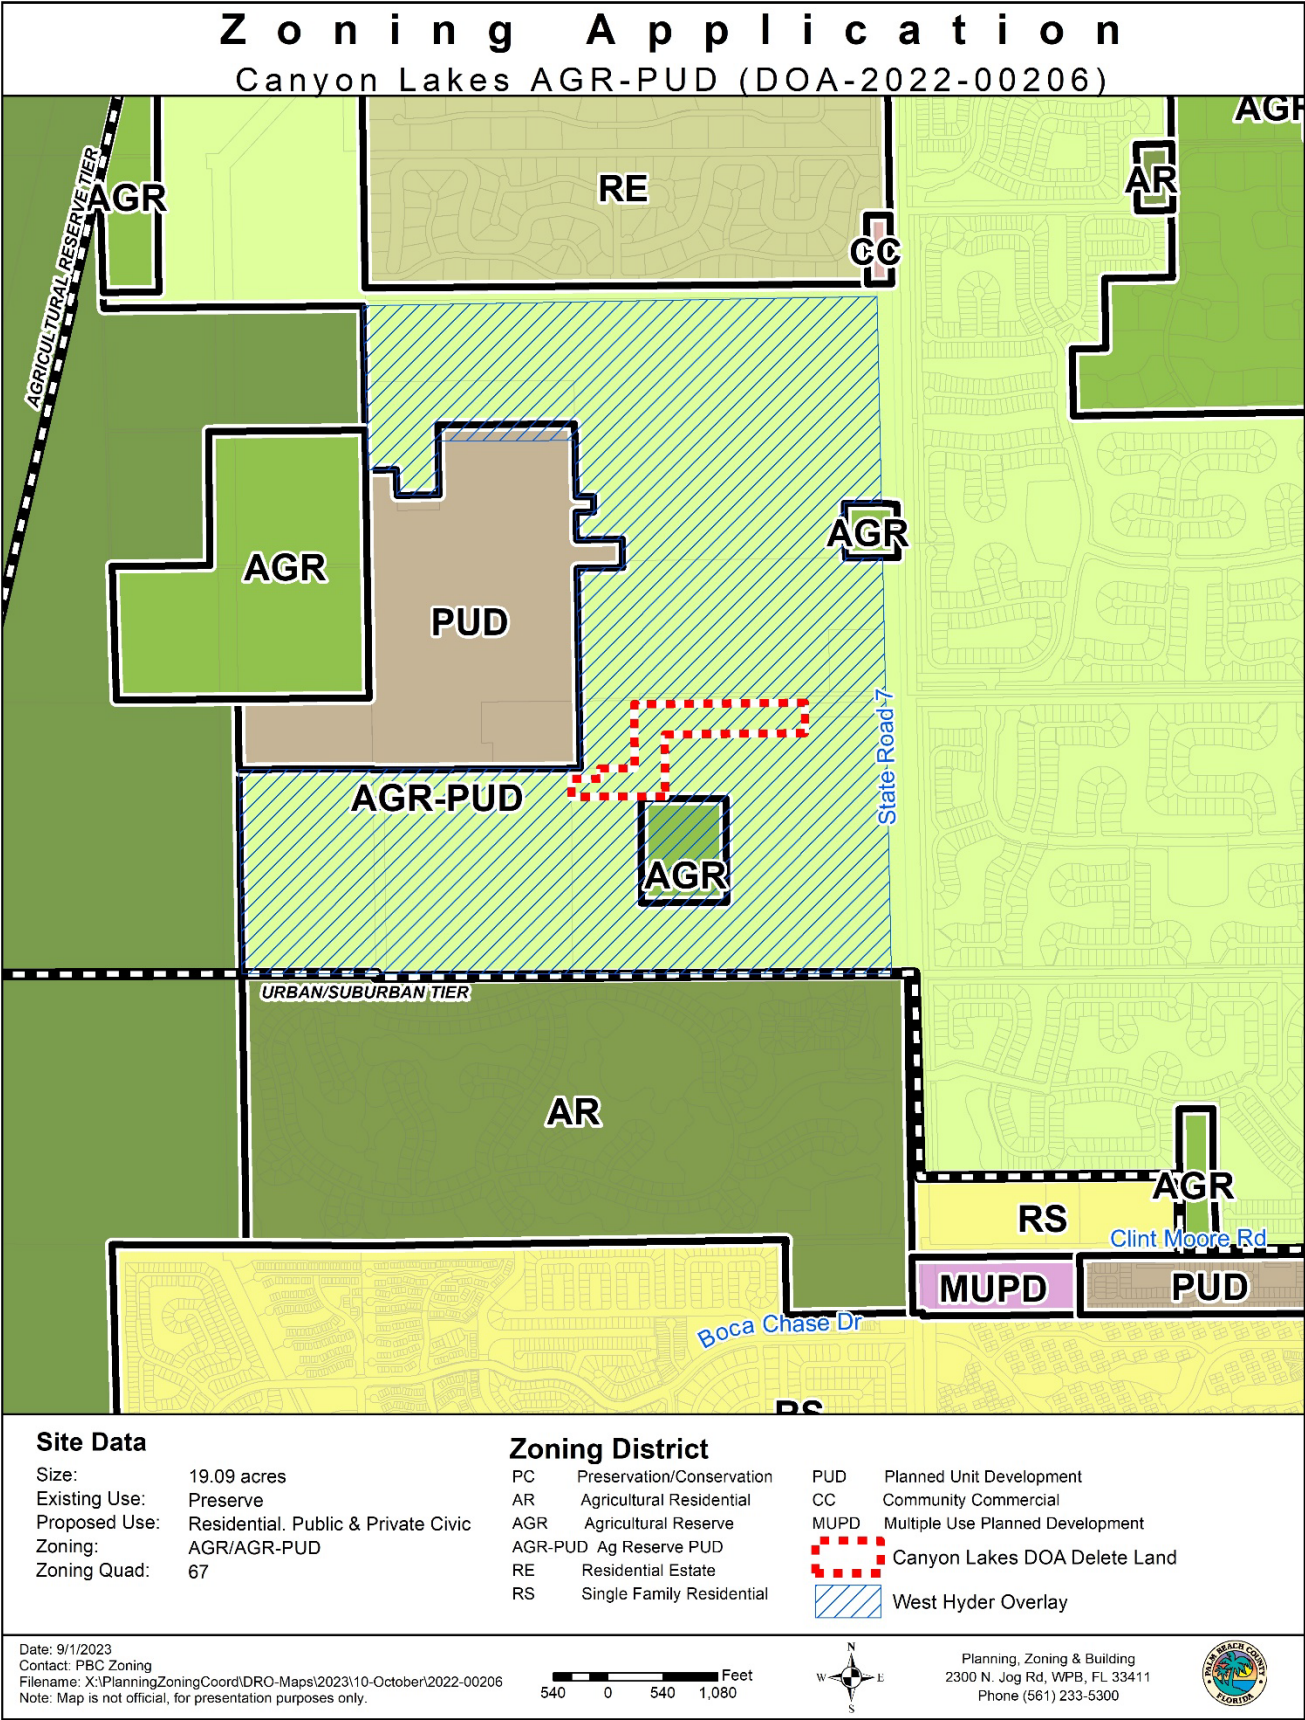 Zoning Application
Canyon Lakes AGR-PUD (DOA-2022-00206)
AGR
AGRICULTURAL RESERVE TIER
AGR
RE
AR
CC
AGR
AGR
PUD
State Road 7
AGR-PUD
AGR
URBAN/SUBURBAN TIER
AR
AGR
RS
Clint Moore Rd
MUPD
PUD
Boca Chase Dr
RS
Site Data
Size: 19.09 acres
Existing Use: Preserve
Proposed Use: Residential. Public & Private Civic
Zoning: AGR/AGR-PUD
Zoning Quad: 67
Zoning District
PC Preservation/Conservation
AR Agricultural Residential
AGR Agricultural Reserve
AGR-PUD Ag Reserve PUD
RE Residential Estate
RS Single Family Residential
PUD Planned Unit Development
CC Community Commercial
MUPD Multiple Use Planned Development
Canyon Lakes DOA Delete Land
West Hyder Overlay
Date: 9/1/2023
Contact: PBC Zoning
Filename: X:\PlanningZoningCoord\DRO-Maps\2023\10-October\2022-00206
Note: Map is not official, for presentation purposes only.
Feet
540 0 540 1,080
N
W E
S
Planning, Zoning & Building
2300 N. Jog Rd, WPB, FL 33411
Phone (561) 233-5300
PALM BEACH COUNTY
FLORIDA